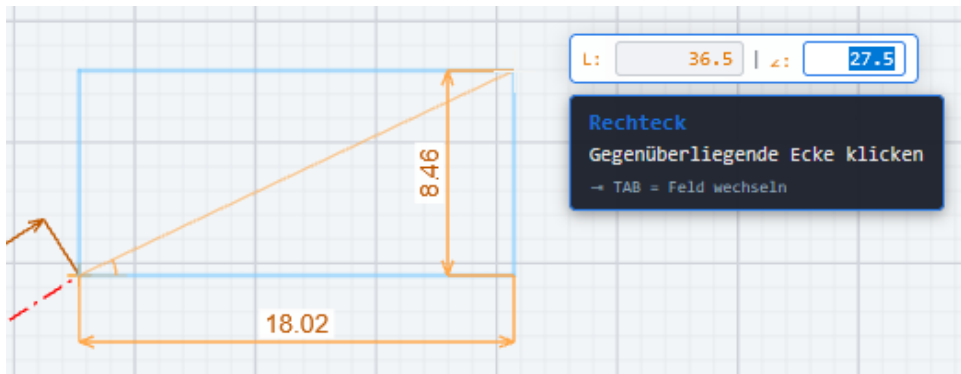 L: 36.5 | ∠: 27.5
Rechteck
Gegenüberliegende Ecke klicken
⊸ TAB = Feld wechseln
8.46
18.02